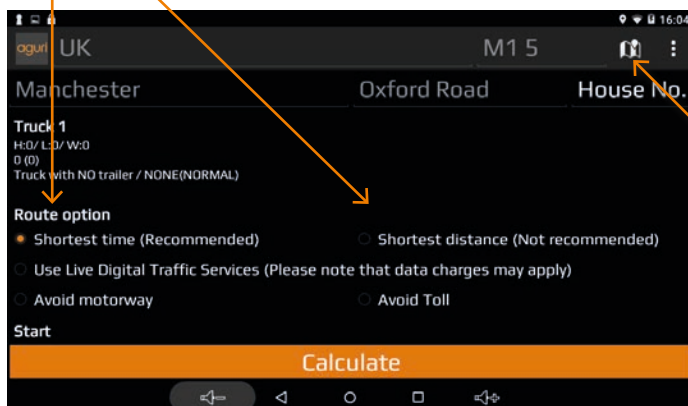 16:04
aguri UK M1 5
Manchester Oxford Road House No.
Truck 1
H:0/ L:0/ W:0
0 (0)
Truck with NO trailer / NONE(NORMAL)
Route option
Shortest time (Recommended) Shortest distance (Not recommended)
Use Live Digital Traffic Services (Please note that data charges may apply)
Avoid motorway Avoid Toll
Start
Calculate